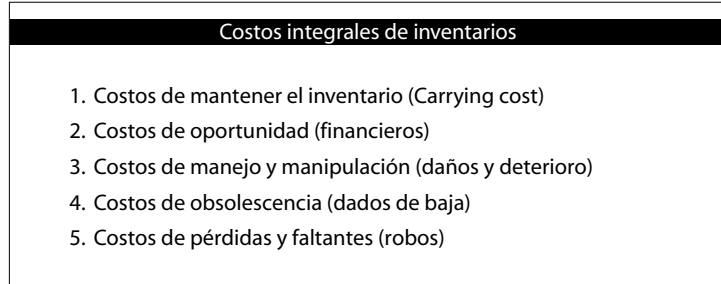 Costos integrales de inventarios
1. Costos de mantener el inventario (Carrying cost)
2. Costos de oportunidad (financieros)
3. Costos de manejo y manipulación (daños y deterioro)
4. Costos de obsolescencia (dados de baja)
5. Costos de pérdidas y faltantes (robos)